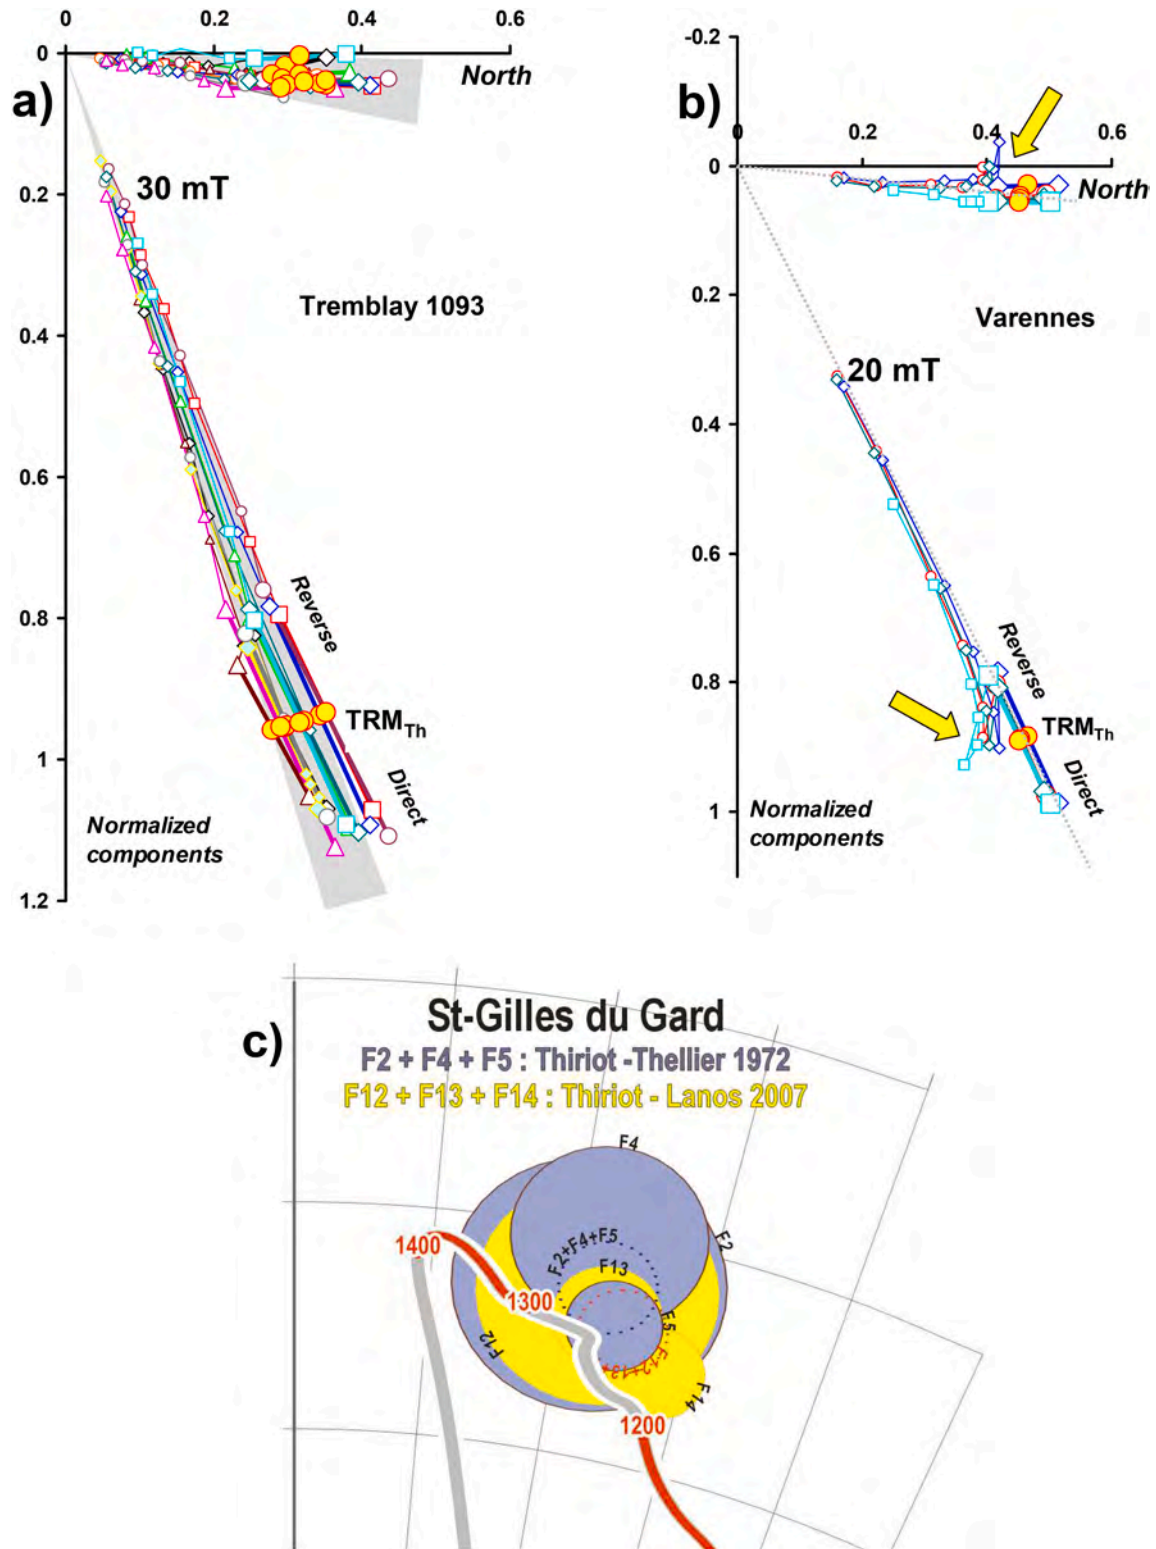 0
0.2
0.4
0.6
0
North
a)
30 mT
0.2
Tremblay 1093
0.4
0.6
Reverse
0.8
TRMTh
1
Direct
Normalized
components
1.2
-0.2
b)
0
0.2
0.4
0.6
0
North
0.2
Varennes
20 mT
0.4
0.6
Reverse
0.8
TRMTh
Direct
1
Normalized
components
c)
St-Gilles du Gard
F2 + F4 + F5 : Thiriot -Thellier 1972
F12 + F13 + F14 : Thiriot - Lanos 2007
F4
F2
F2+F4+F5
F13
1400
1300
F5
F12
F14
1200